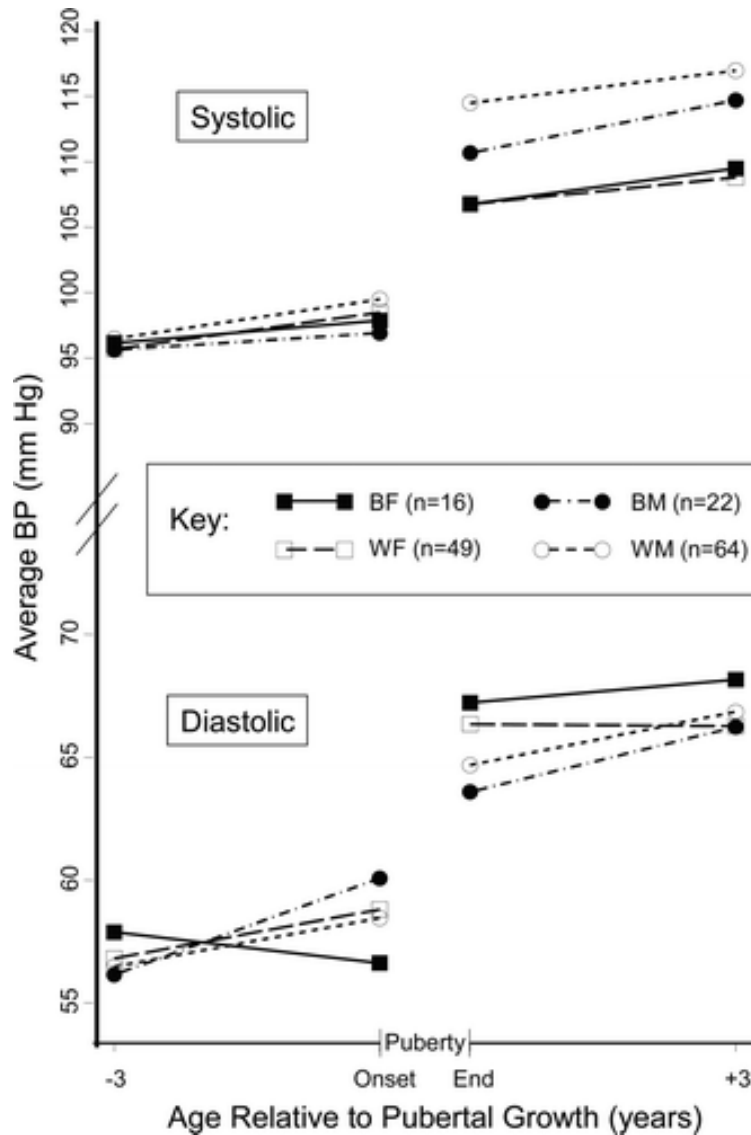 120
115
Systolic
110
105
100
95
90
Average BP (mm Hg)
Key:
BF (n=16)
BM (n=22)
WF (n=49)
WM (n=64)
70
Diastolic
65
60
55
Puberty
-3
Onset
End
+3
Age Relative to Pubertal Growth (years)